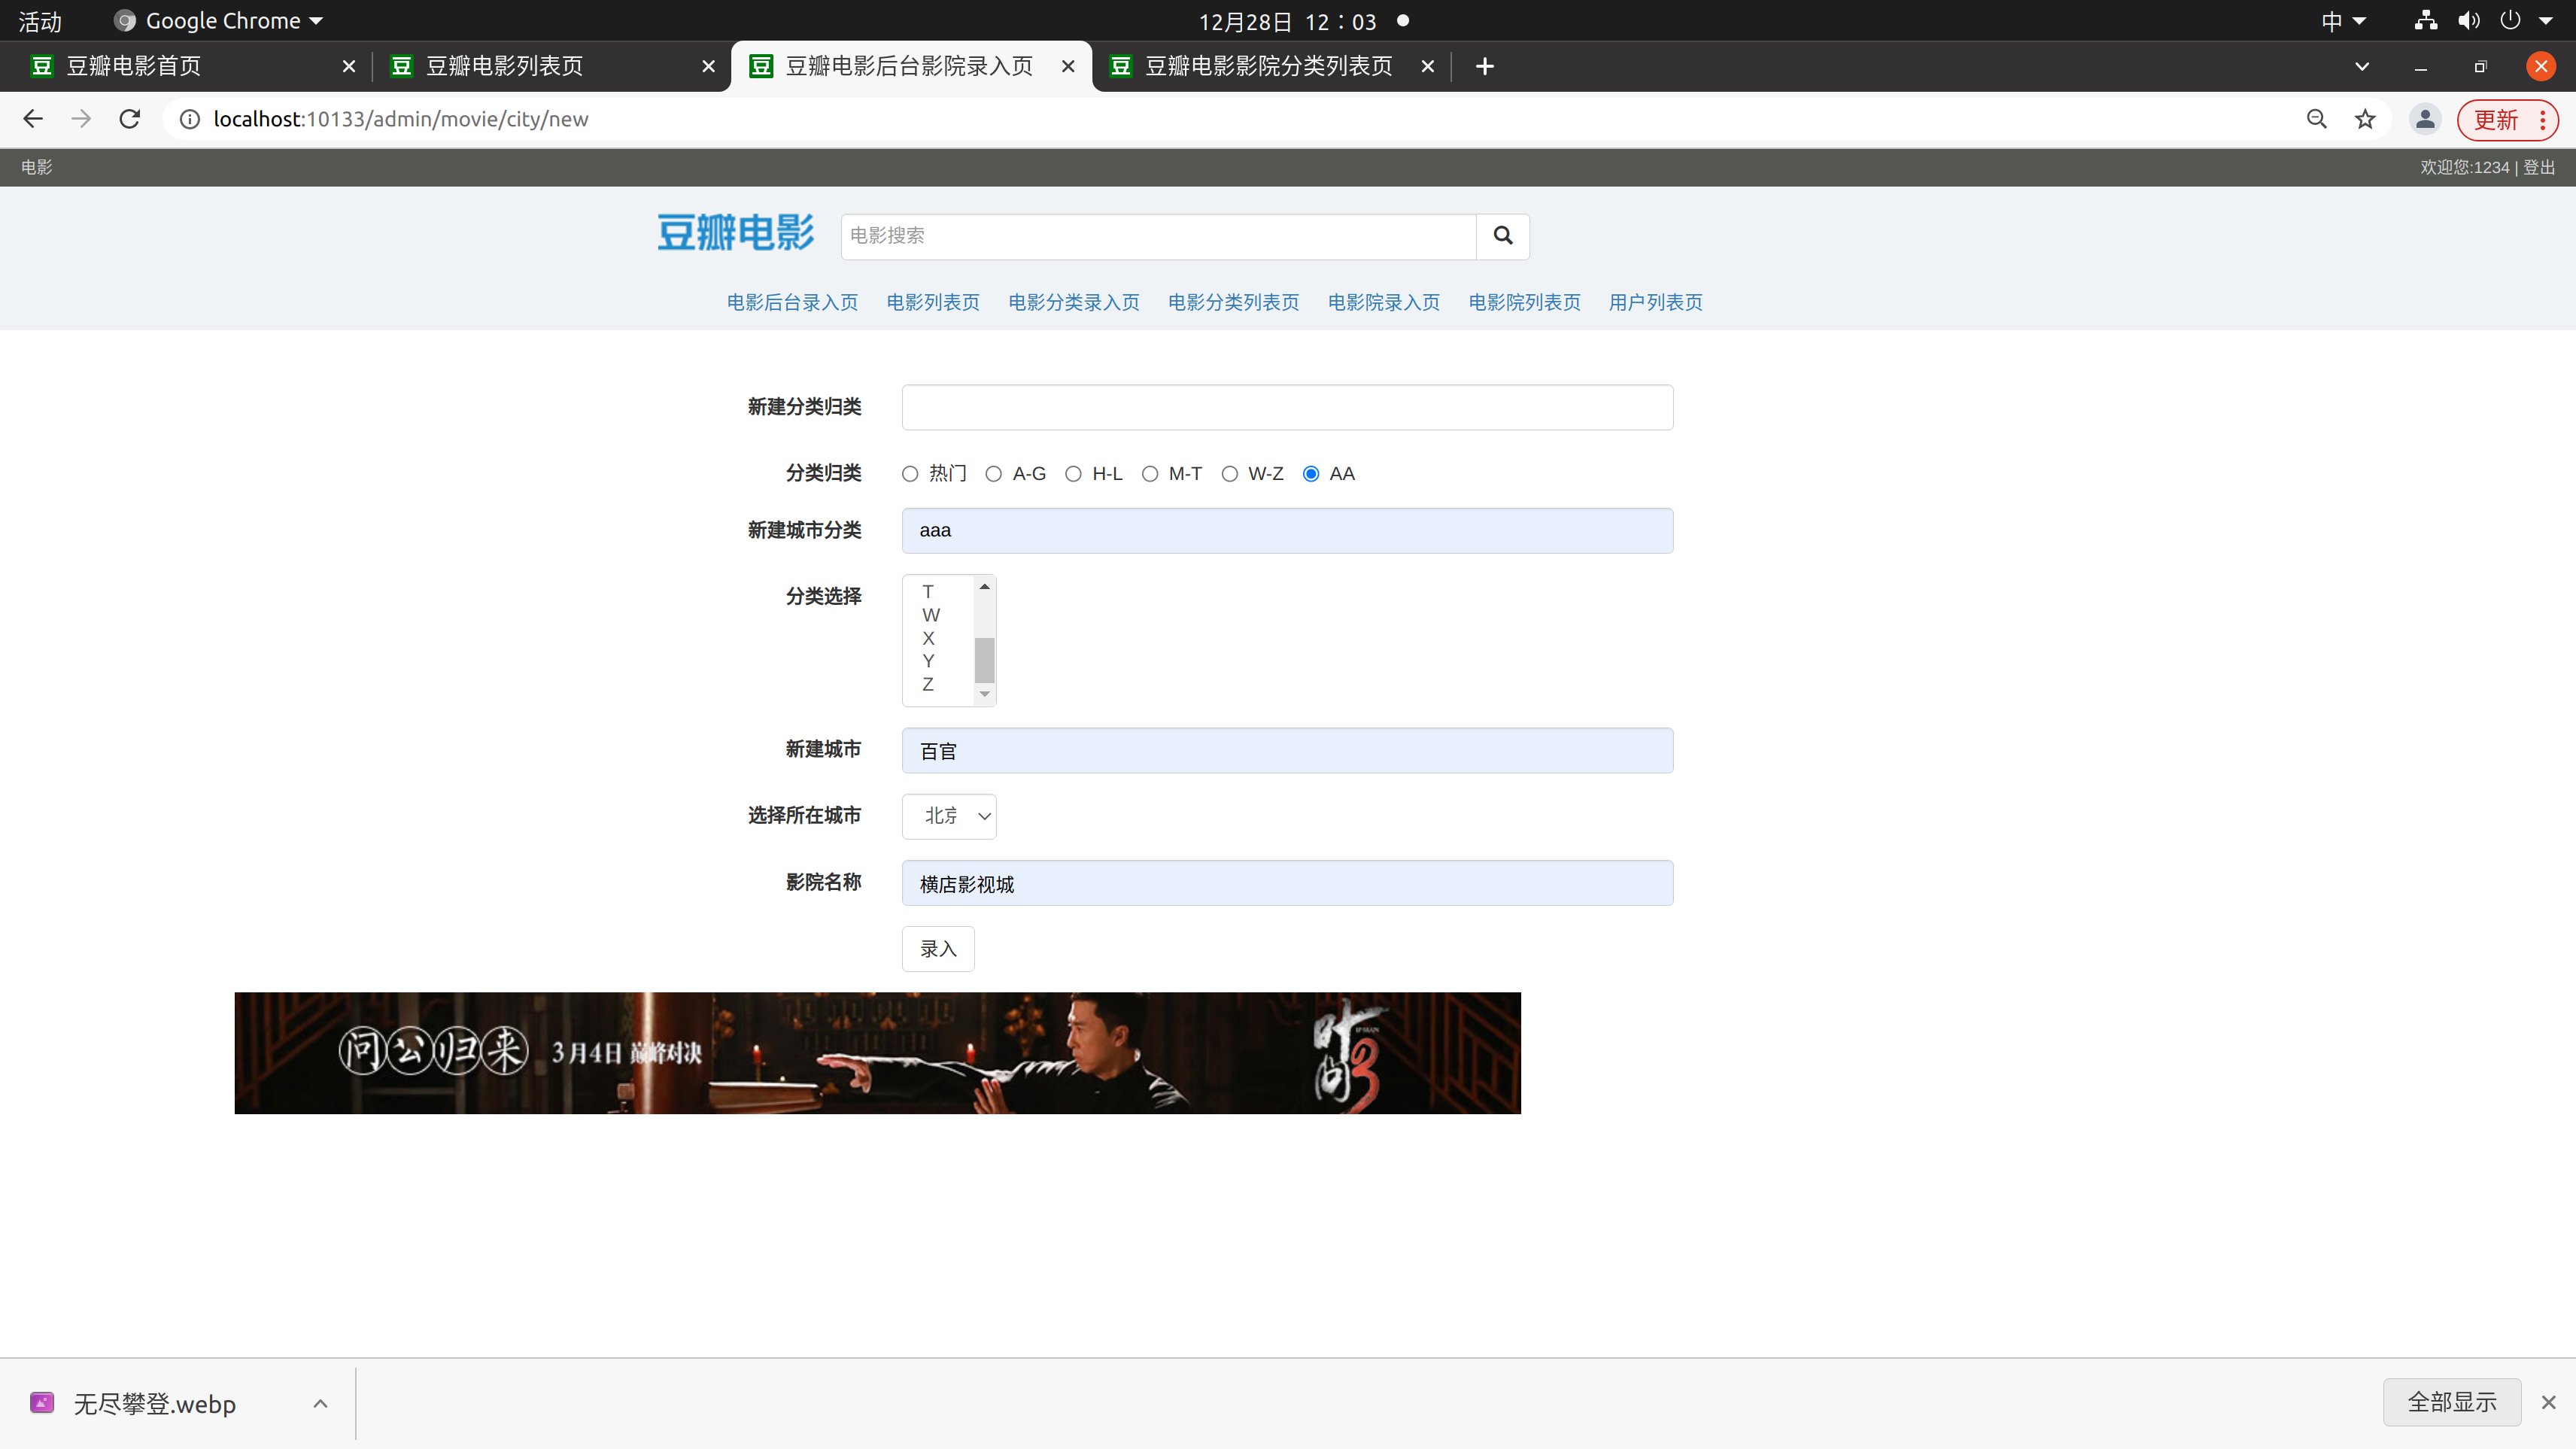 活动 Google Chrome 12月28日 12：03 中
豆瓣电影首页 豆瓣电影列表页 豆瓣电影后台影院录入页 豆瓣电影影院分类列表页
localhost:10133/admin/movie/city/new 更新
电影 欢迎您:1234 | 登出
豆瓣电影 电影搜索
电影后台录入页 电影列表页 电影分类录入页 电影分类列表页 电影院录入页 电影院列表页 用户列表页
新建分类归类
分类归类 热门 A-G H-L M-T W-Z AA
新建城市分类 aaa
分类选择 T
W
X
Y
Z
新建城市 百官
选择所在城市 北京
影院名称 横店影视城
录入
问公归来 3月4日 巅峰对决 叶问3 IP MAN
无尽攀登.webp 全部显示